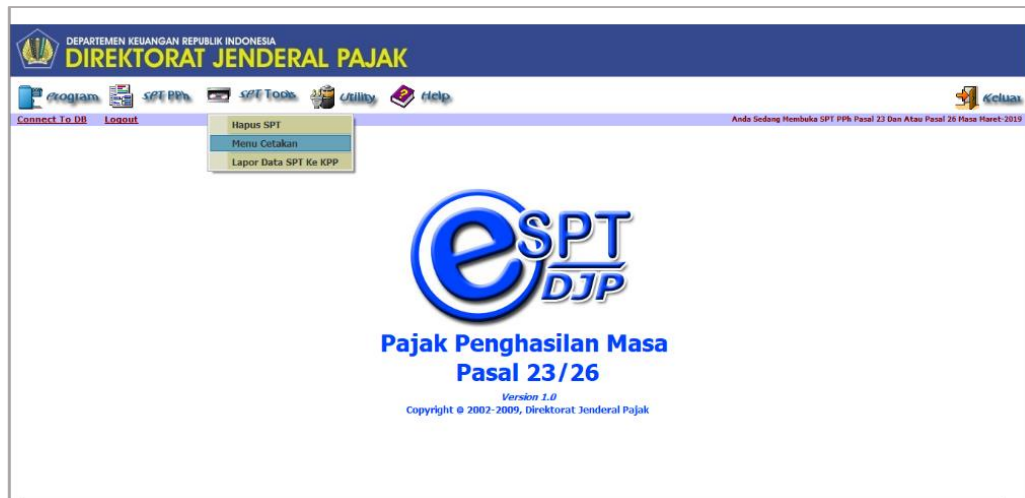 DEPARTEMEN KEUANGAN REPUBLIK INDONESIA
DIREKTORAT JENDERAL PAJAK
Program SPT PPh SPT Tools Utility Help Keluar
Connect To DB Logout Anda Sedang Membuka SPT PPh Pasal 23 Dan Atau Pasal 26 Masa Maret-2019
Hapus SPT
Menu Cetakan
Lapor Data SPT Ke KPP
eSPT
DJP
Pajak Penghasilan Masa
Pasal 23/26
Version 1.0
Copyright © 2002-2009, Direktorat Jenderal Pajak